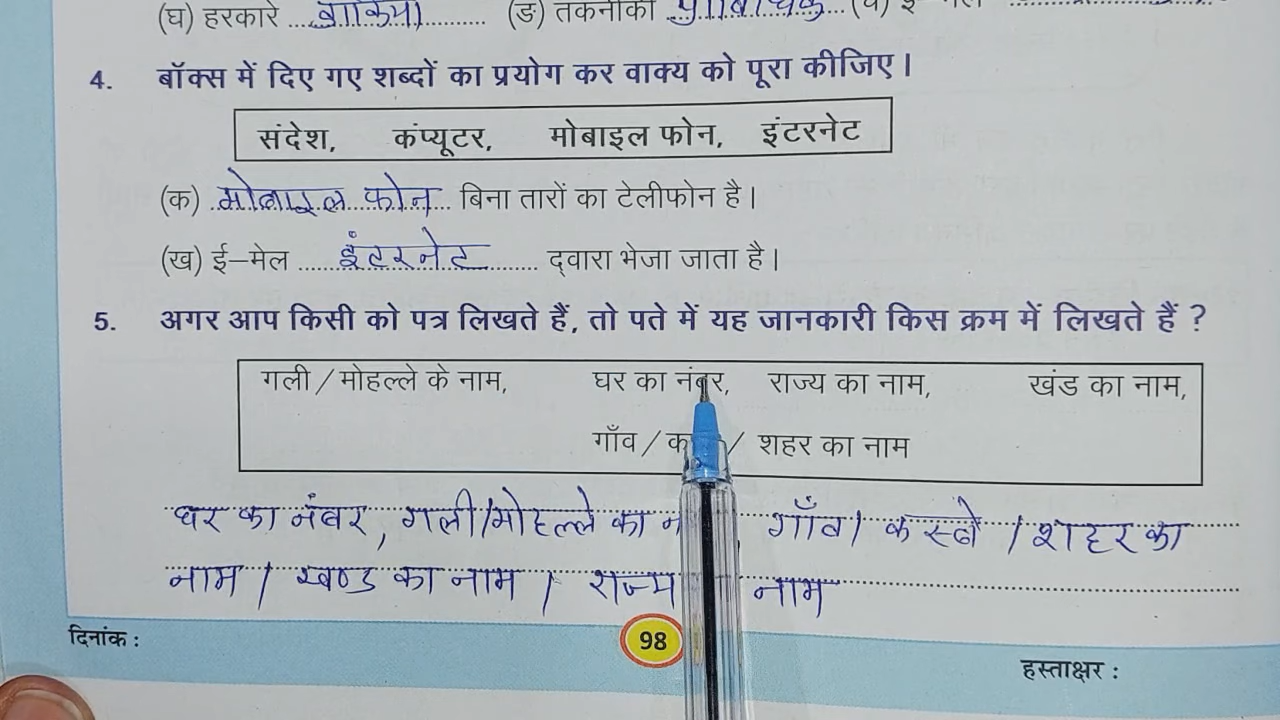 (घ) हरकारे ... डाकिया ... (ङ) तकनीकी ...
4. बॉक्स में दिए गए शब्दों का प्रयोग कर वाक्य को पूरा कीजिए।
संदेश, कंप्यूटर, मोबाइल फोन, इंटरनेट
(क) मोबाइल फोन बिना तारों का टेलीफोन है।
(ख) ई–मेल ... इंटरनेट ... द्वारा भेजा जाता है।
5. अगर आप किसी को पत्र लिखते हैं, तो पते में यह जानकारी किस क्रम में लिखते हैं ?
गली / मोहल्ले के नाम, घर का नंबर, राज्य का नाम, खंड का नाम,
गाँव / / शहर का नाम
घर का नंबर, गली/मोहल्ले का गाँव/ कस्बे / शहर का
नाम / खण्ड का नाम / राज्य नाम
दिनांक :
98
हस्ताक्षर :